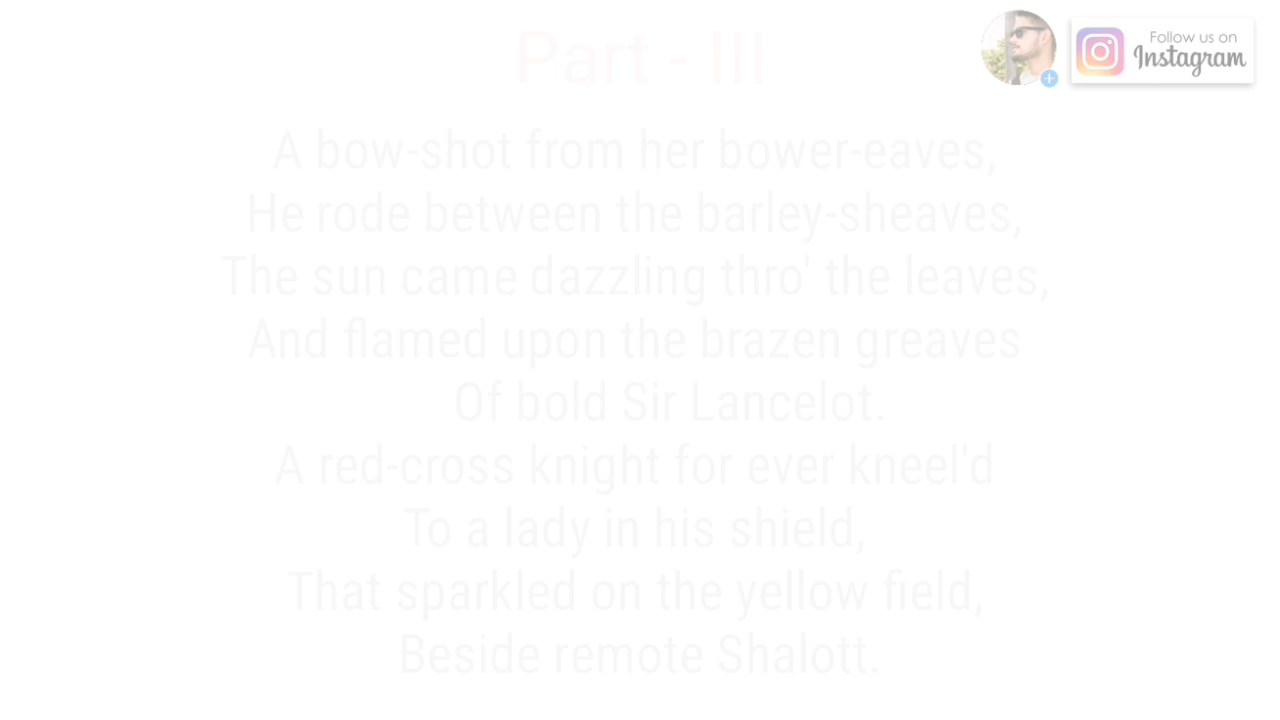 Part - III
Follow us on
Instagram
A bow-shot from her bower-eaves,
He rode between the barley-sheaves,
The sun came dazzling thro' the leaves,
And flamed upon the brazen greaves
Of bold Sir Lancelot.
A red-cross knight for ever kneel'd
To a lady in his shield,
That sparkled on the yellow field,
Beside remote Shalott.